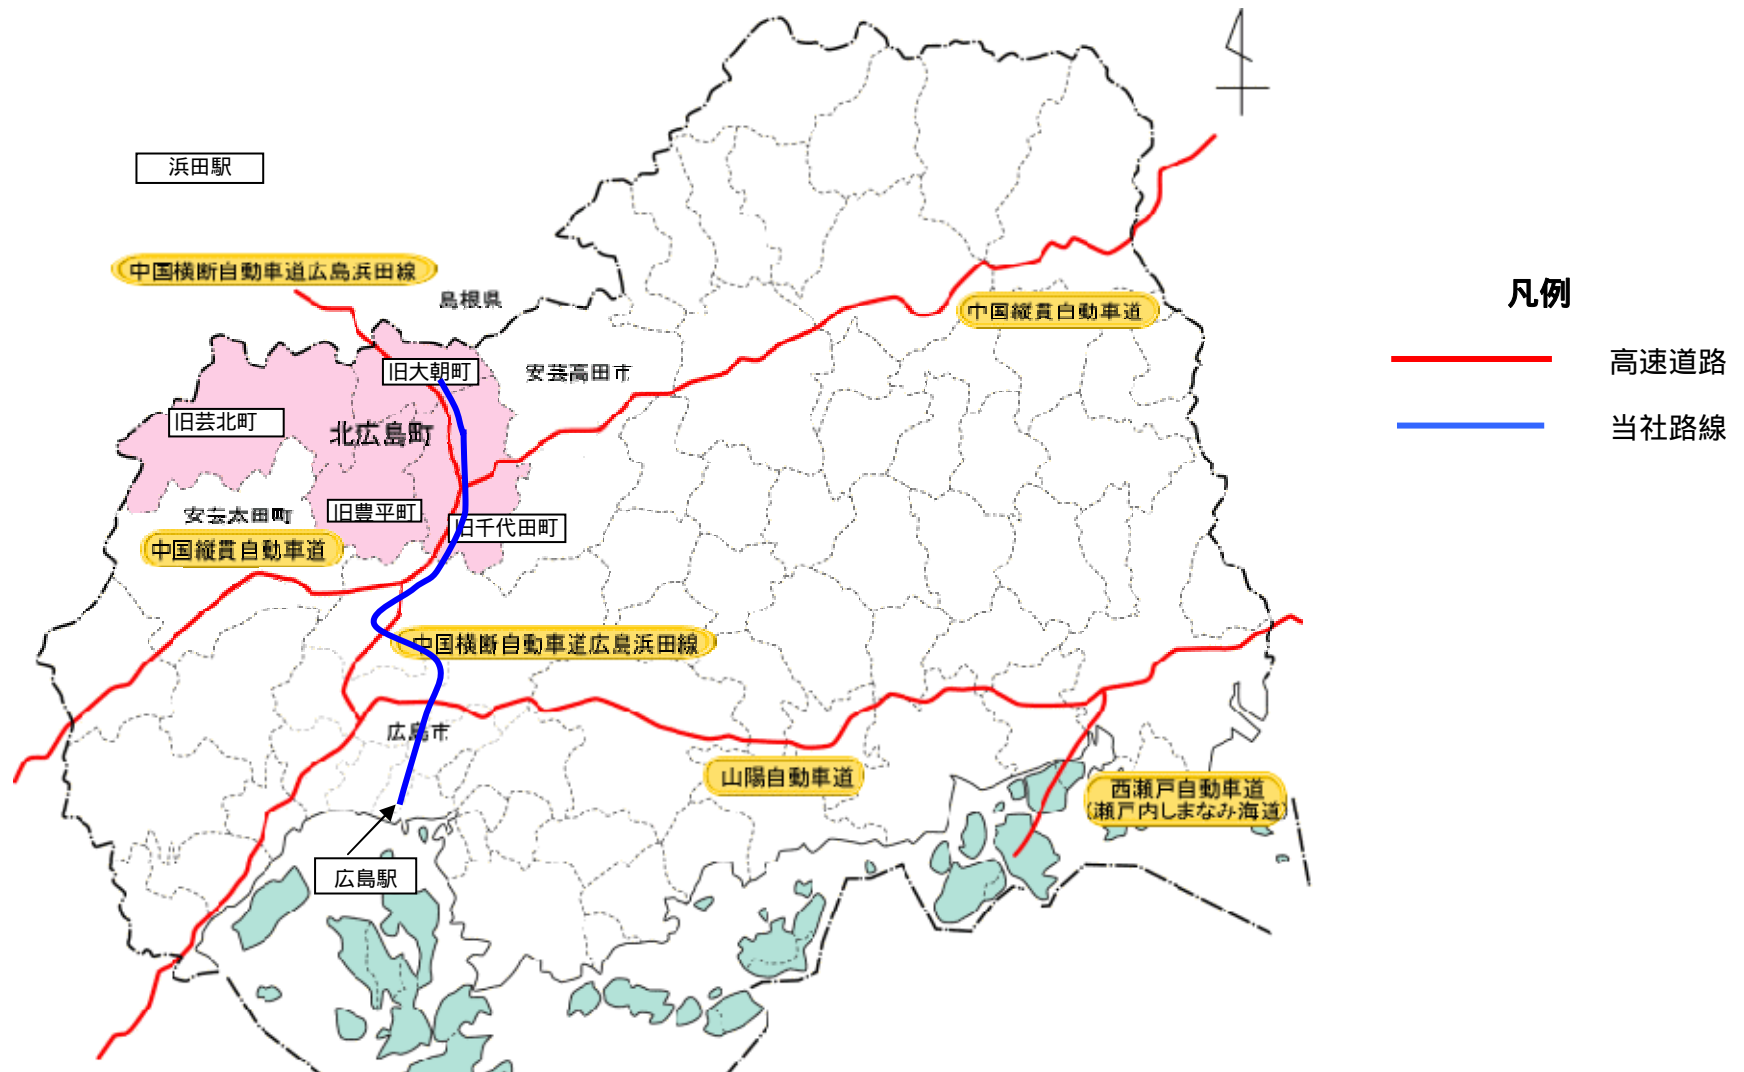 浜田駅
中国横断自動車道広島浜田線
島根県
中国縦貫自動車道
凡例
高速道路
当社路線
旧大朝町
安芸高田市
旧芸北町
北広島町
安芸太田町
旧豊平町
旧千代田町
中国縦貫自動車道
中国横断自動車道広島浜田線
広島市
山陽自動車道
西瀬戸自動車道
(瀬戸内しまなみ海道)
広島駅